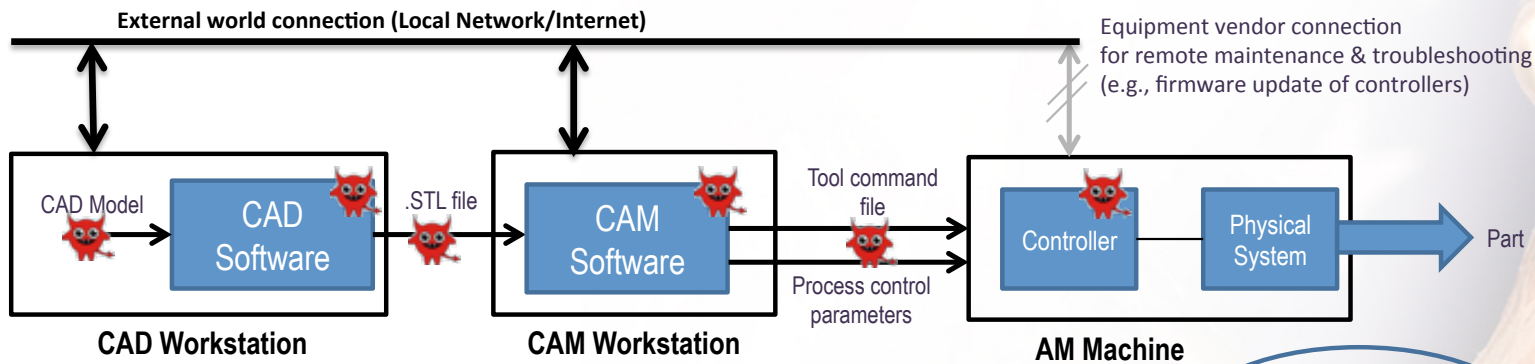 External world connection (Local Network/Internet)
Equipment vendor connection
for remote maintenance & troubleshooting
(e.g., firmware update of controllers)
CAD Model
CAD
Software
.STL file
CAM
Software
Tool command
file
Process control
parameters
Controller
Physical
System
Part
CAD Workstation
CAM Workstation
AM Machine